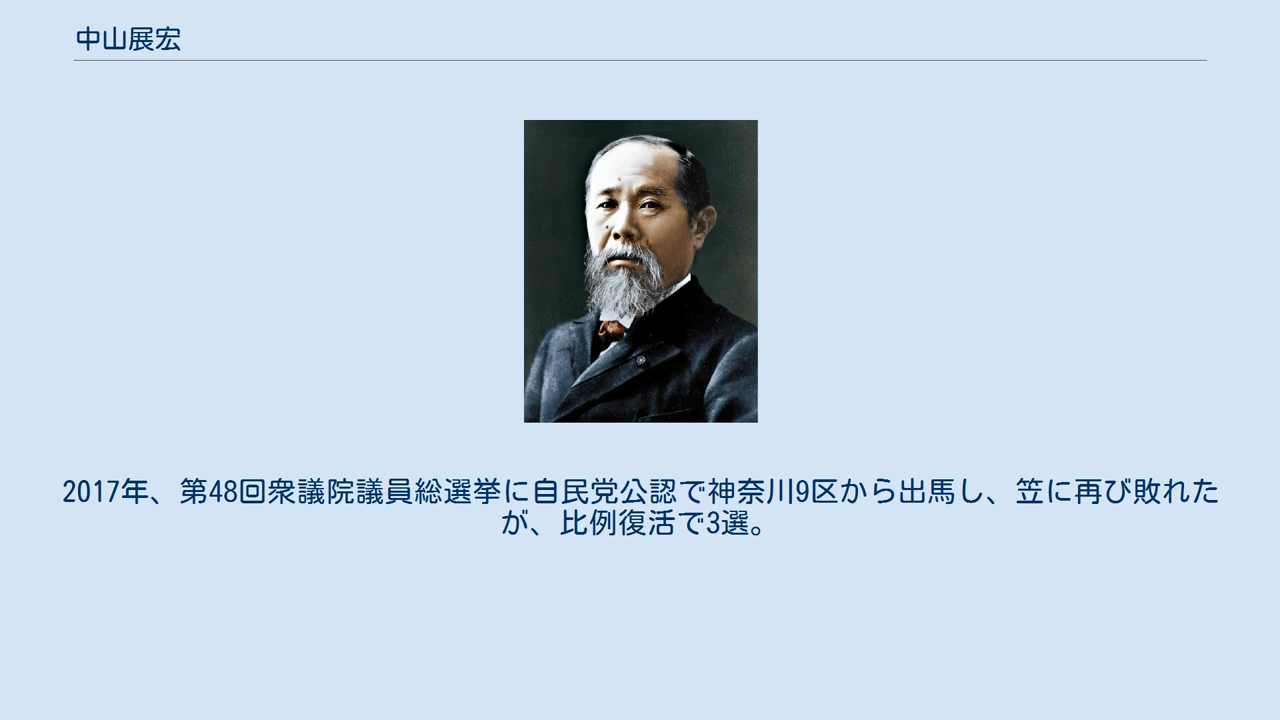 中山展宏
2017年、第48回衆議院議員総選挙に自民党公認で神奈川9区から出馬し、笠に再び敗れた
が、比例復活で3選。